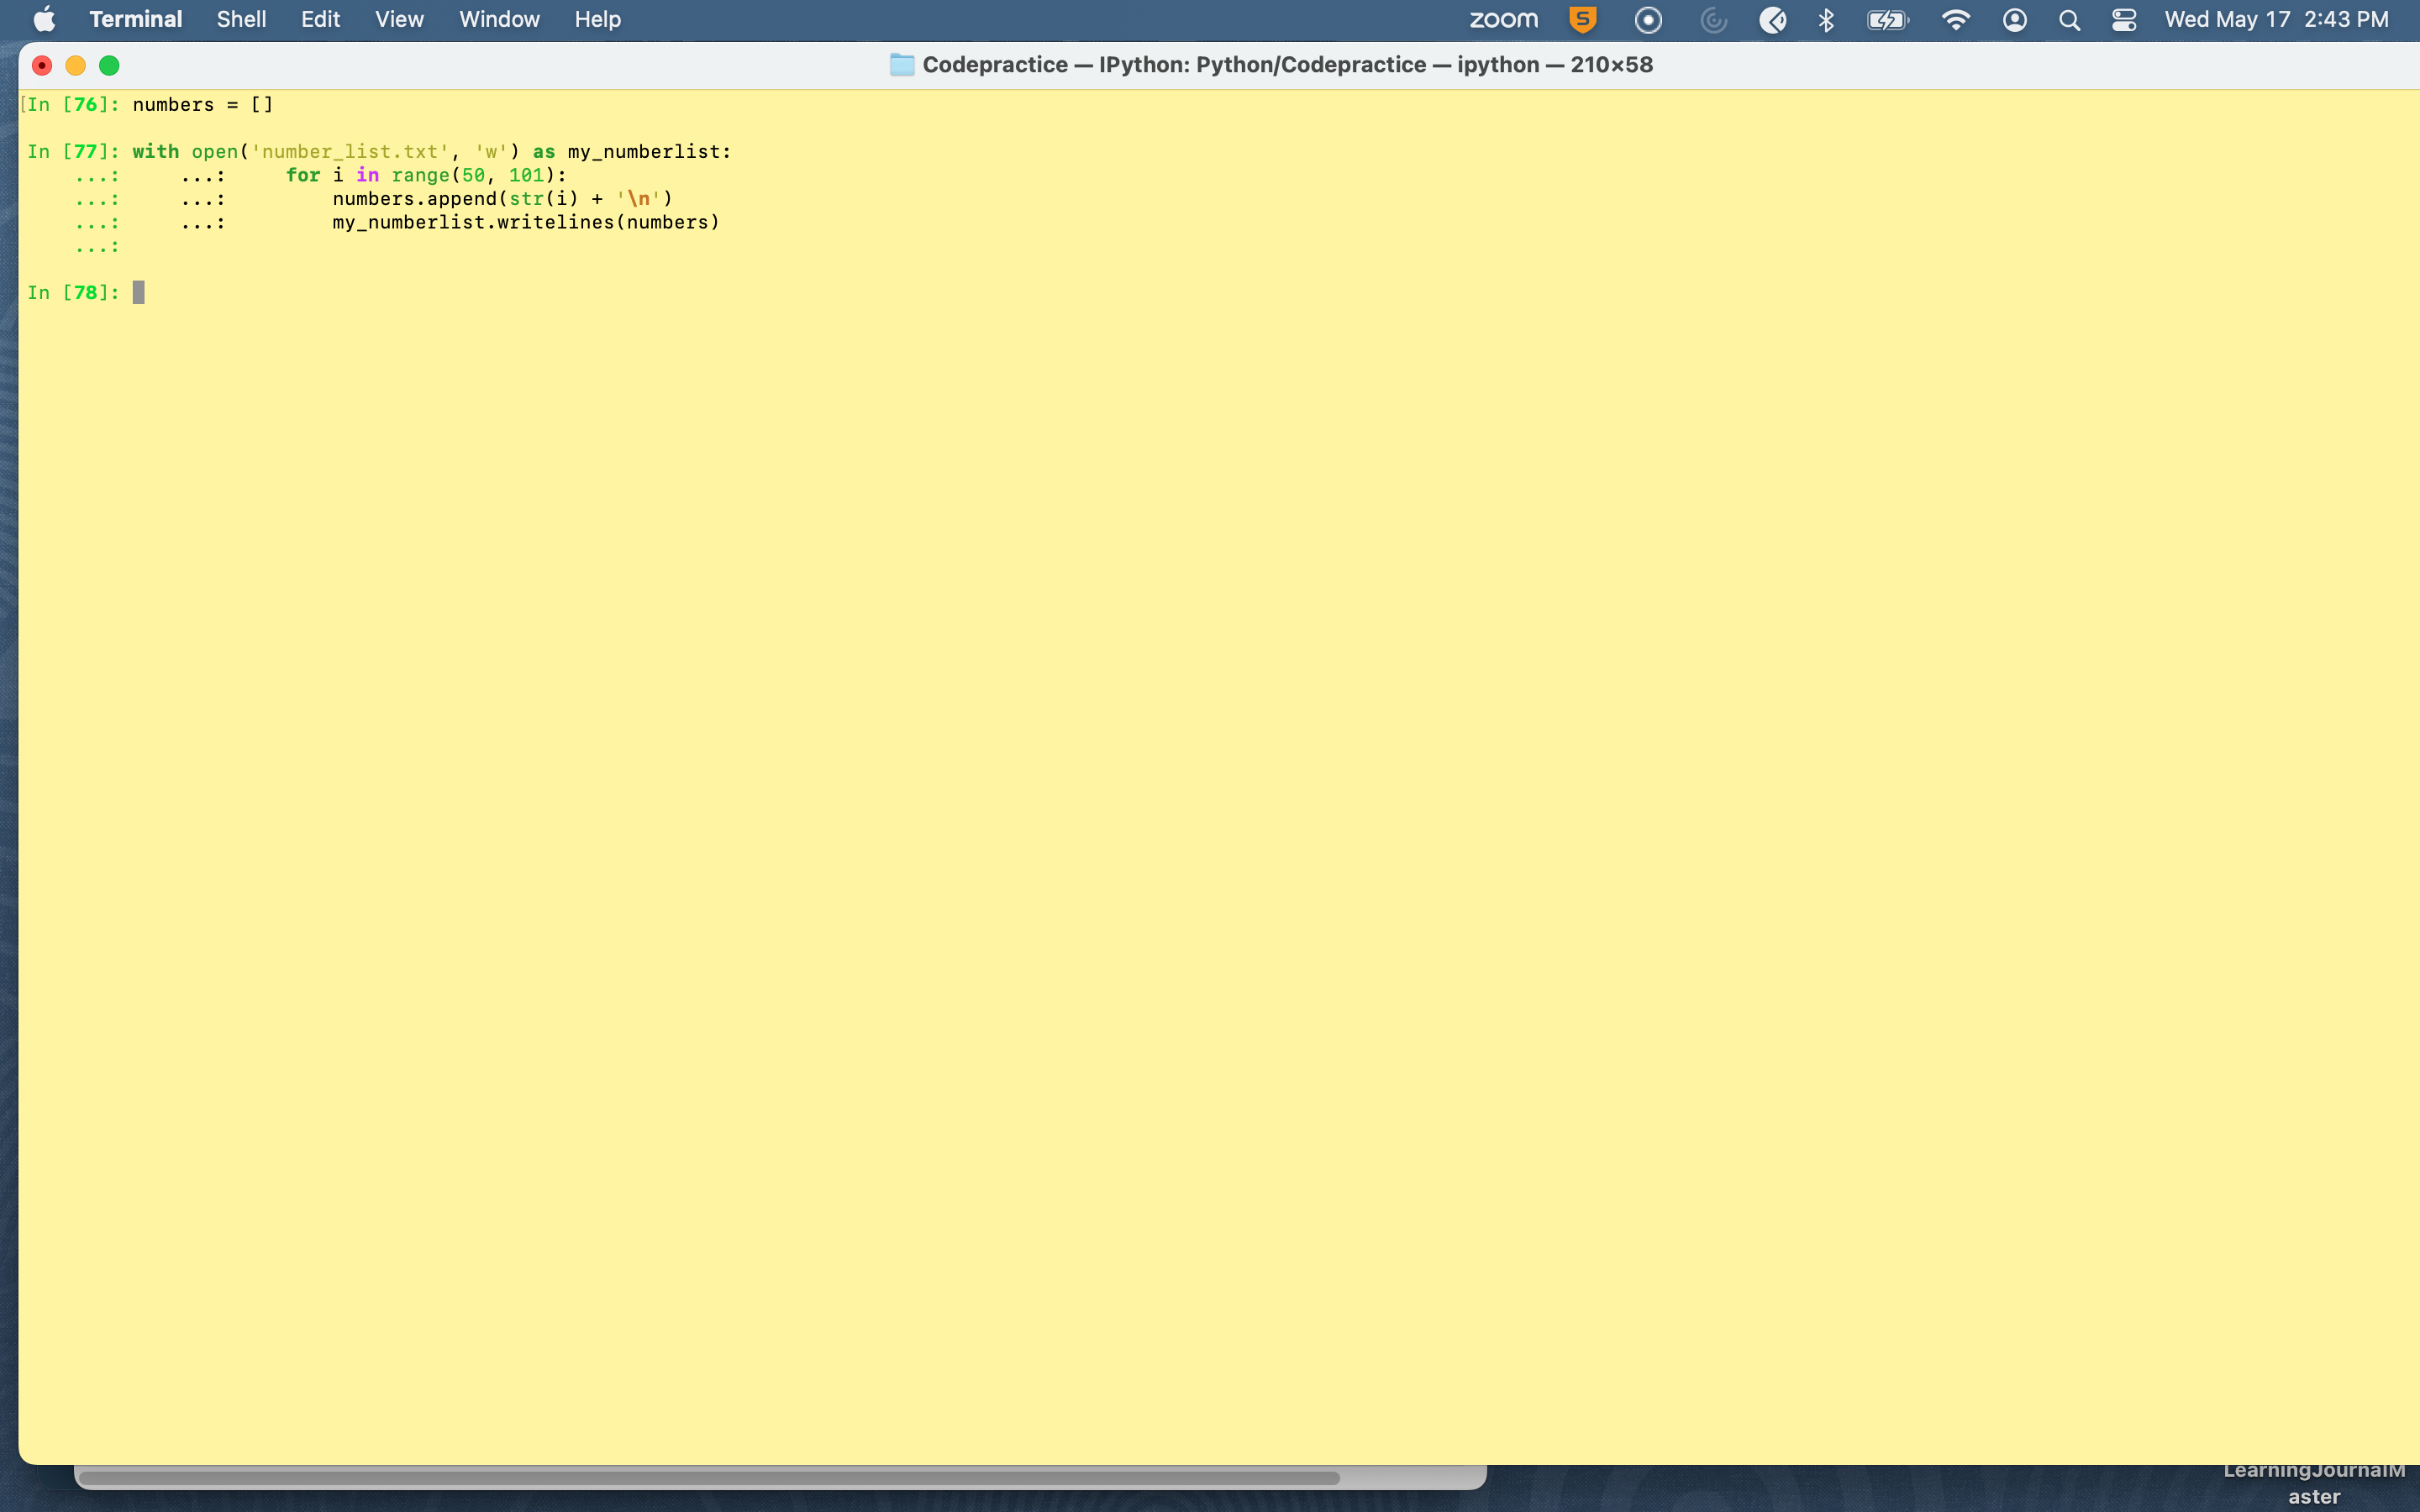 Terminal Shell Edit View Window Help zoom S Wed May 17 2:43 PM
Codepractice — IPython: Python/Codepractice — ipython — 210×58
[In [76]: numbers = []
In [77]: with open('number_list.txt', 'w') as my_numberlist:
...: ...: for i in range(50, 101):
...: ...: numbers.append(str(i) + '\n')
...: ...: my_numberlist.writelines(numbers)
...:
In [78]:
LearningJournalM
aster